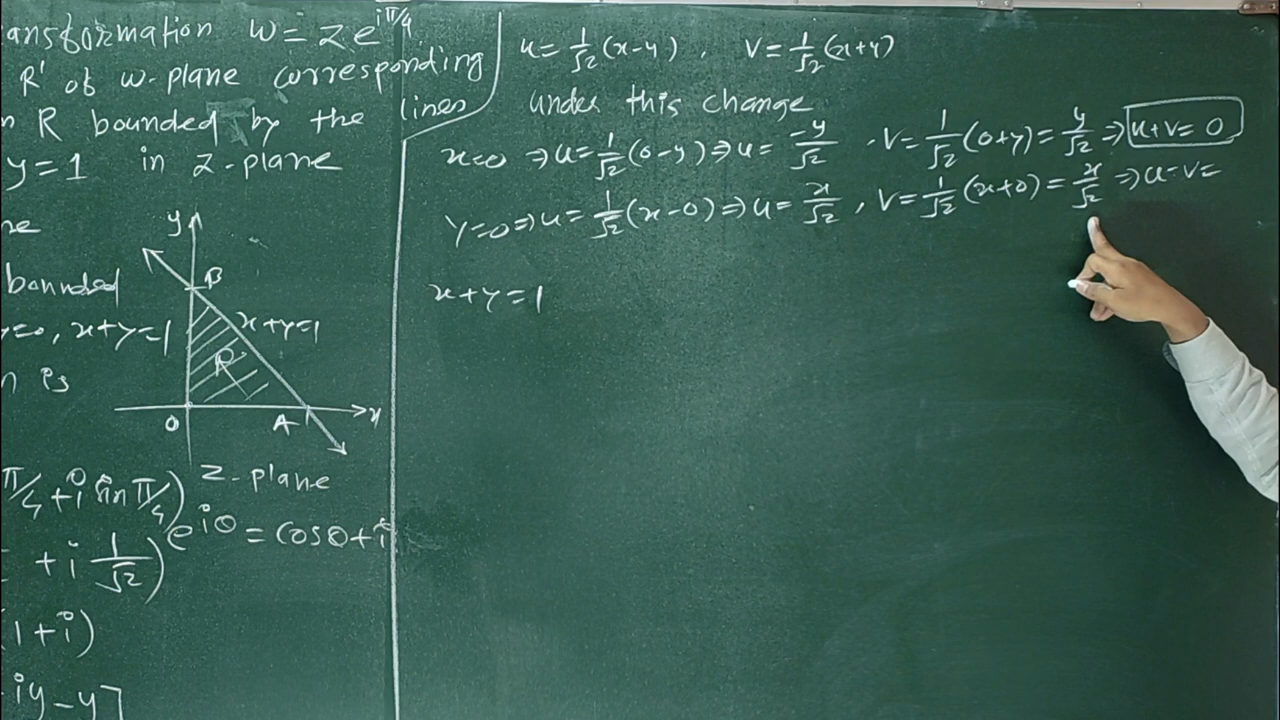 ansformation w = z e^{iπ/4}
R' of w-plane corresponding
n R bounded by the lines
y=1 in z-plane
ne
bounded
y=0, x+y=1
n is
y
B
x+y=1
R
O
A
x
z-plane
π/4 + i sin π/4)
e^{iθ} = cosθ + i
+ i 1/√2)
(1+i)
iy - y]
u = 1/√2 (x-y), v = 1/√2 (x+y)
under this change
x=0 ⇒ u = 1/√2 (0-y) ⇒ u = -y/√2, v = 1/√2 (0+y) = y/√2 ⇒ u+v = 0
y=0 ⇒ u = 1/√2 (x-0) ⇒ u = x/√2, v = 1/√2 (x+0) = x/√2 ⇒ u-v =
x+y=1